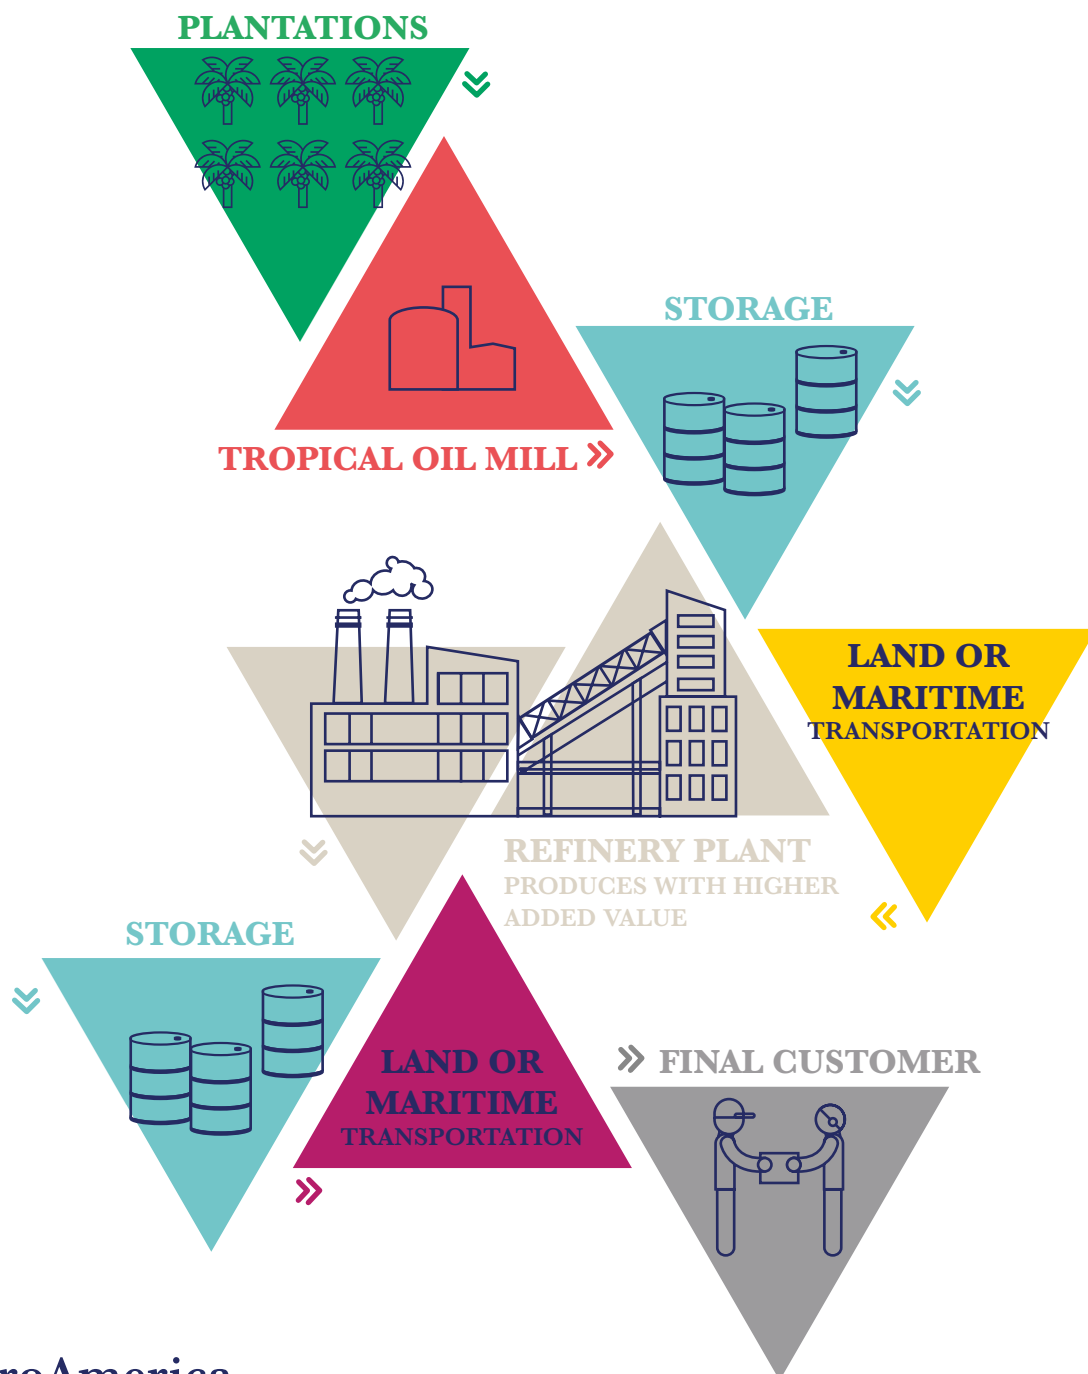 PLANTATIONS
STORAGE
TROPICAL OIL MILL
LAND OR
MARITIME
TRANSPORTATION
REFINERY PLANT
PRODUCES WITH HIGHER
ADDED VALUE
STORAGE
LAND OR
MARITIME
TRANSPORTATION
FINAL CUSTOMER